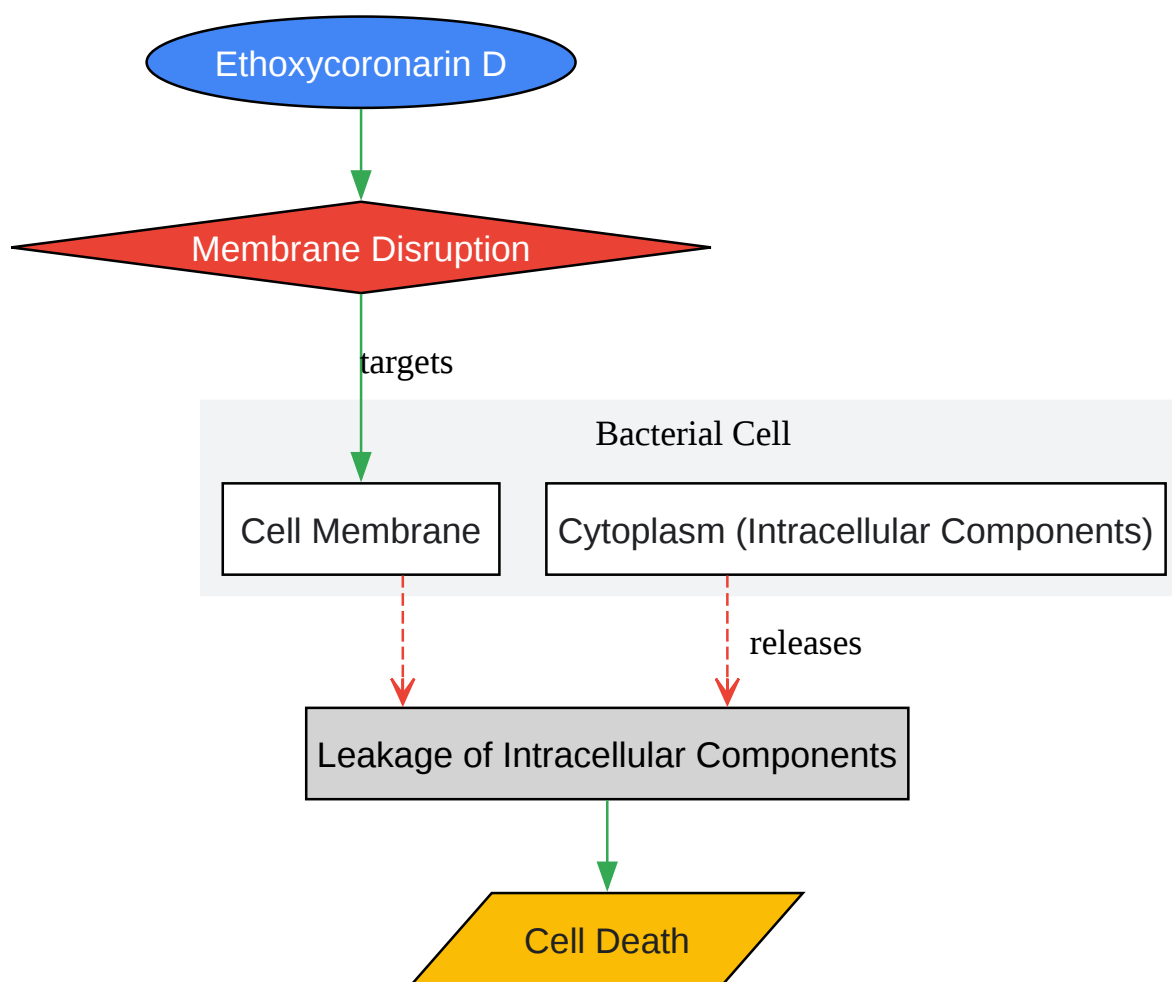 Ethoxycoronarin D
Membrane Disruption
targets
Bacterial Cell
Cell Membrane
Cytoplasm (Intracellular Components)
releases
Leakage of Intracellular Components
Cell Death